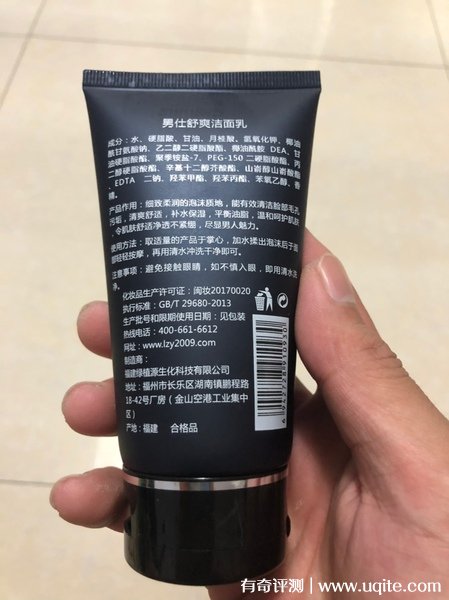 男仕舒爽洁面乳
成分：水、硬脂酸、甘油、月桂酸、氢氧化钾、椰油
酰甘氨酸钠、乙二醇二硬脂酸酯、椰油酰胺 DEA、甘
油硬脂酸酯、聚季铵盐-7、PEG-150 二硬脂酸酯、丙
二醇硬脂酸酯、辛基十二醇芥酸酯、山嵛醇山嵛酸酯
、EDTA 二钠、羟苯甲酯、羟苯丙酯、苯氧乙醇、香
精。
产品作用：细致柔润的泡沫质地，能有效清洁脸部毛孔
污垢，清爽舒适，补水保湿，平衡油脂，温和呵护肌肤
，令肌肤舒适净透不紧绷，尽显男人魅力。
使用方法：取适量的产品于掌心，加水揉出泡沫后于面
部轻轻按摩，再用清水冲洗干净即可。
注意事项：避免接触眼睛，如不慎入眼，即用清水洗
净。
化妆品生产许可证：闽妆20170020
执行标准：GB/T 29680-2013
生产批号和限期使用日期：见包装
热线电话：400-661-6612
网址：www.lzy2009.com
制造商：
福建绿植源生化科技有限公司
地址：福州市长乐区湖南镇鹏程路
18-42号厂房（金山空港工业集中
区）
产地：福建 合格品
6942728910930
有奇评测 | www.uqite.com